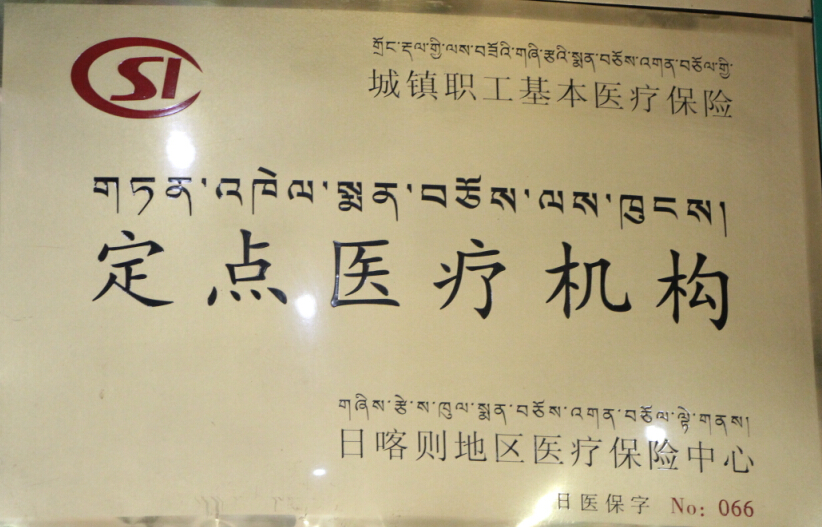 SI
གྲོང་རྡལ་གྱི་ལས་བཟོའི་གཞི་རྩའི་སྨན་བཅོས་འགན་བཅོལ་གྱི་
城镇职工基本医疗保险
གཏན་འཁེལ་སྨན་བཅོས་ལས་ཁུངས།
定点医疗机构
གཞིས་རྩེ་ས་ཁུལ་སྨན་བཅོས་འགན་བཅོལ་ལྟེ་གནས།
日喀则地区医疗保险中心
日医保字 No: 066